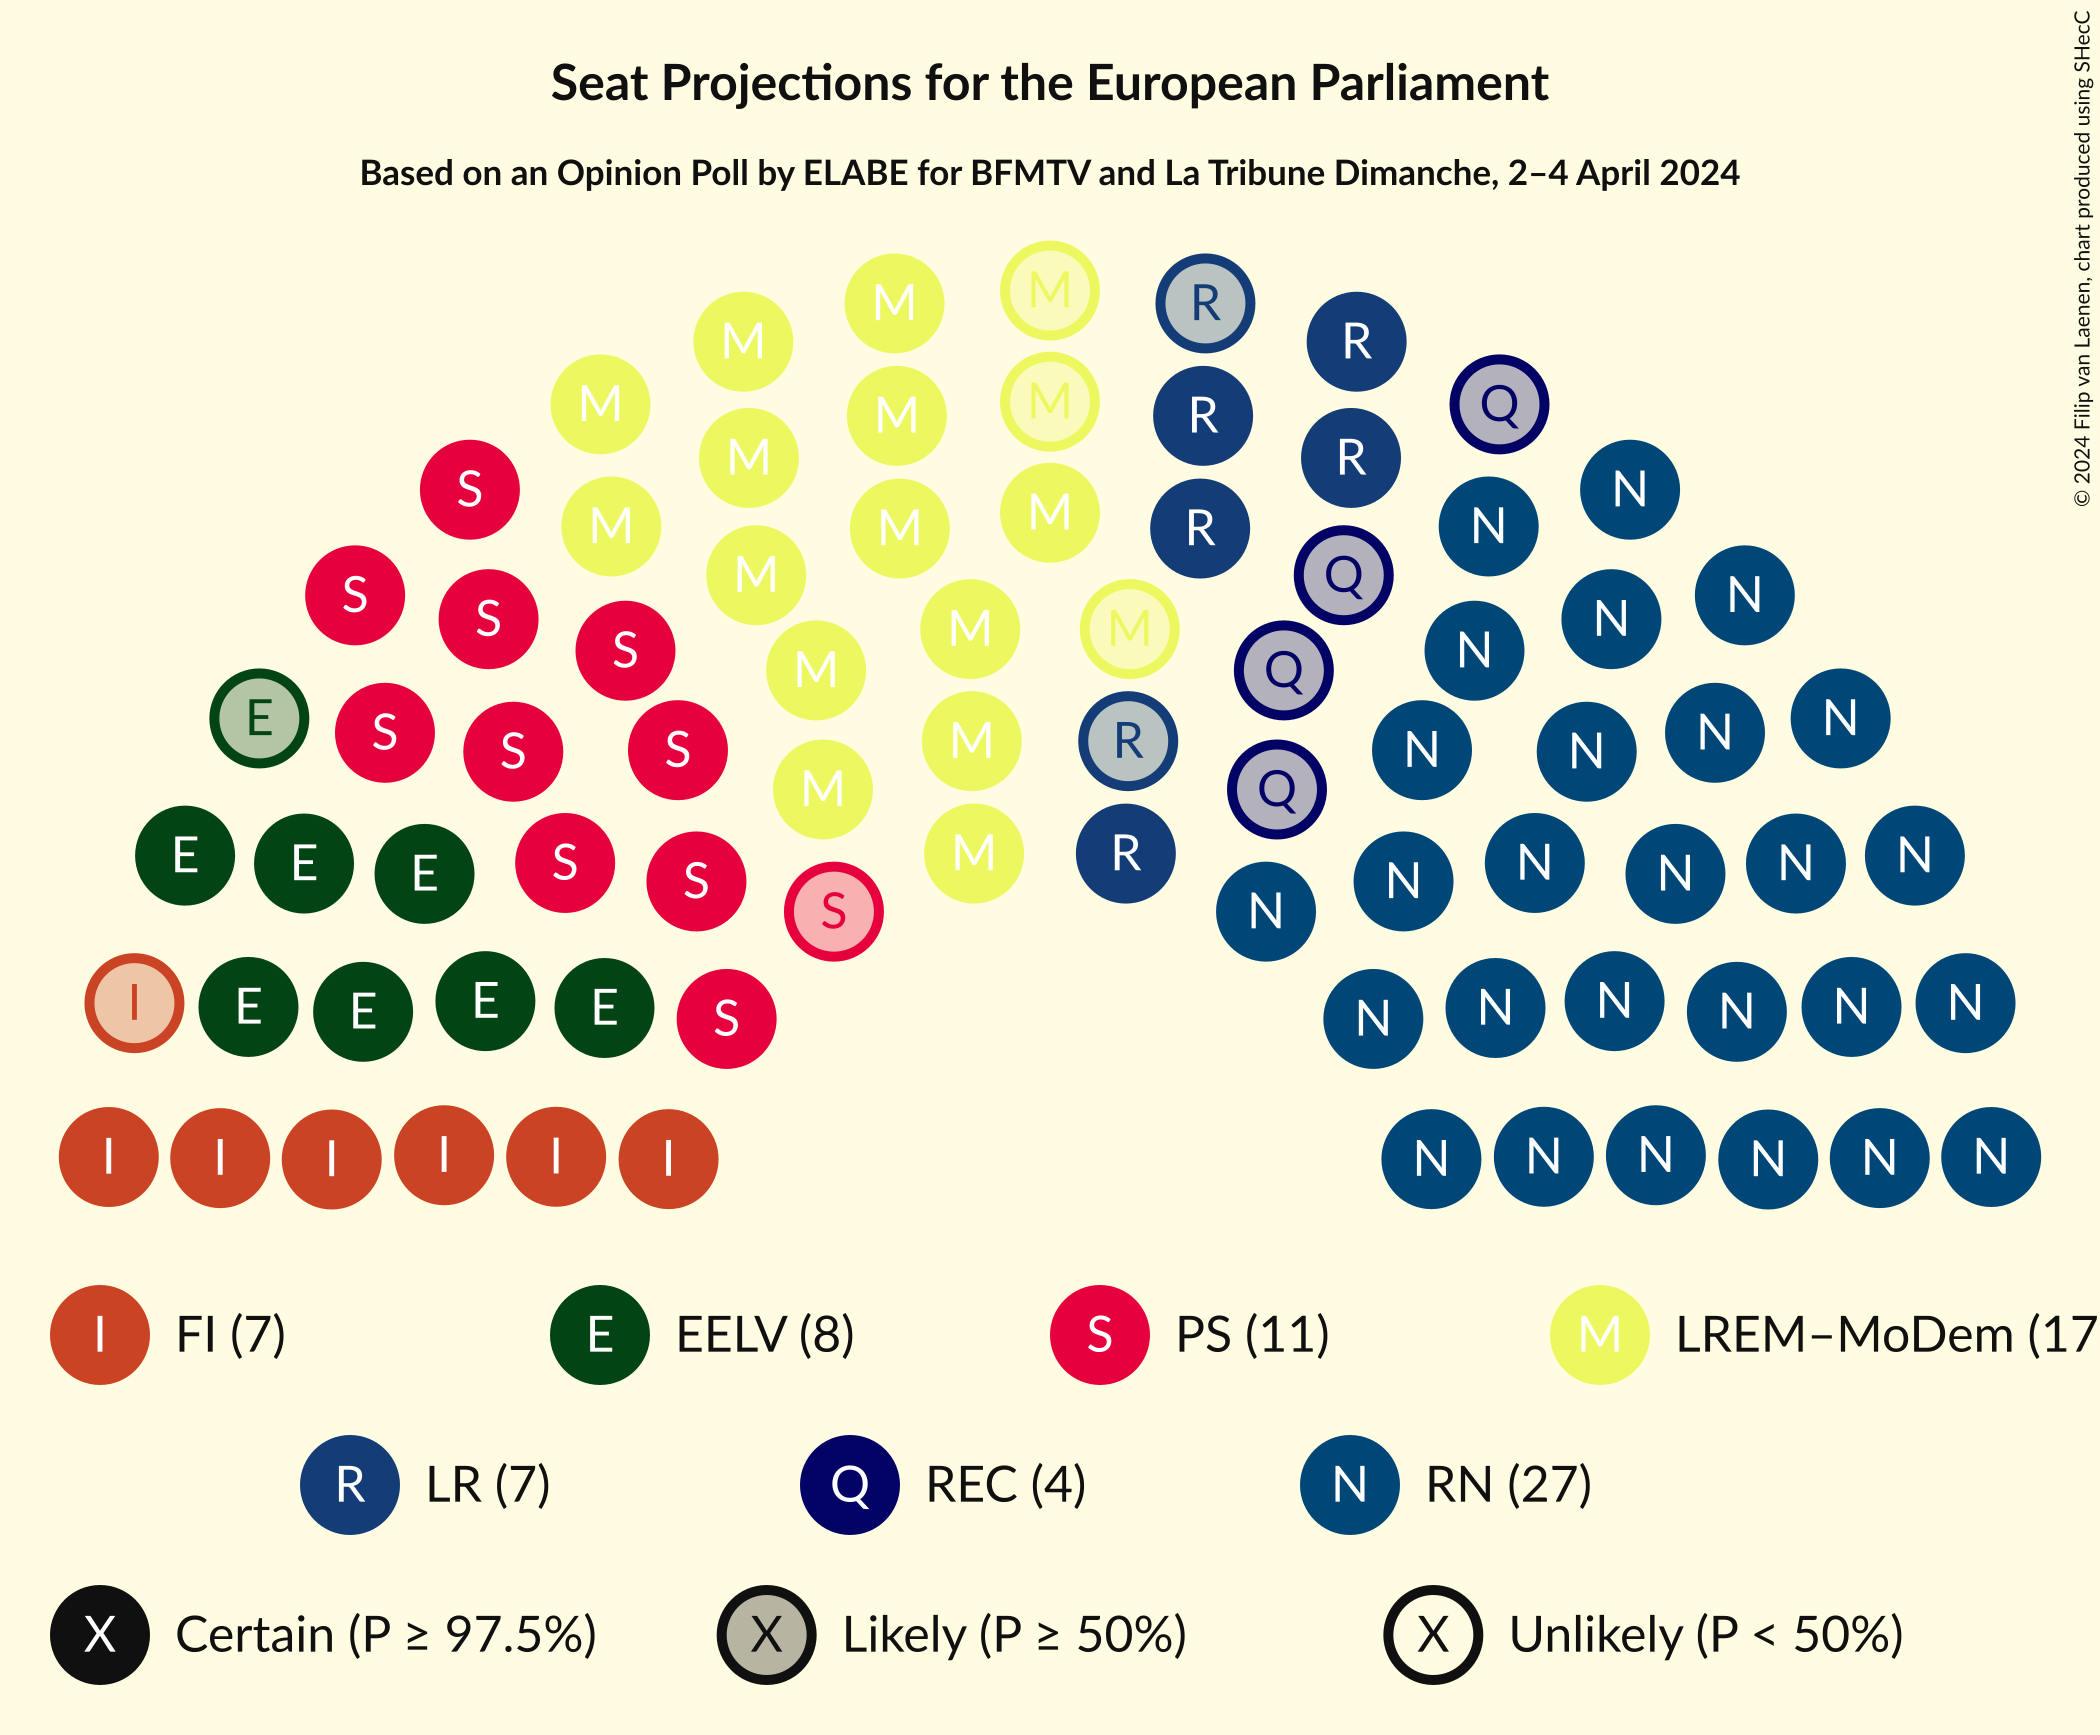 Seat Projections for the European Parliament
Based on an Opinion Poll by ELABE for BFMTV and La Tribune Dimanche, 2–4 April 2024
© 2024 Filip van Laenen, chart produced using SHecC
M M M R R
M M M R Q
M M M R R
S M M M R Q N N
S S S M M M Q N N N
E S S S M R N N N N
E E E S S M Q N N N N N
S M R N
I E E E E S N N N N N N
I I I I I I N N N N N N
I FI (7) E EELV (8) S PS (11) M LREM–MoDem (17
R LR (7) Q REC (4) N RN (27)
X Certain (P ≥ 97.5%) X Likely (P ≥ 50%) X Unlikely (P < 50%)